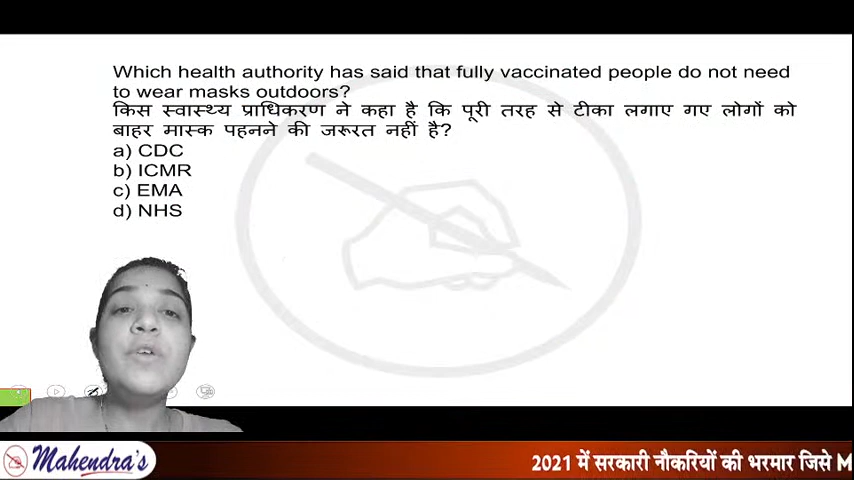 Which health authority has said that fully vaccinated people do not need
to wear masks outdoors?
किस स्वास्थ्य प्राधिकरण ने कहा है कि पूरी तरह से टीका लगाए गए लोगों को
बाहर मास्क पहनने की जरूरत नहीं है?
a) CDC
b) ICMR
c) EMA
d) NHS
Mahendra's
2021 में सरकारी नौकरियों की भरमार जिसे M